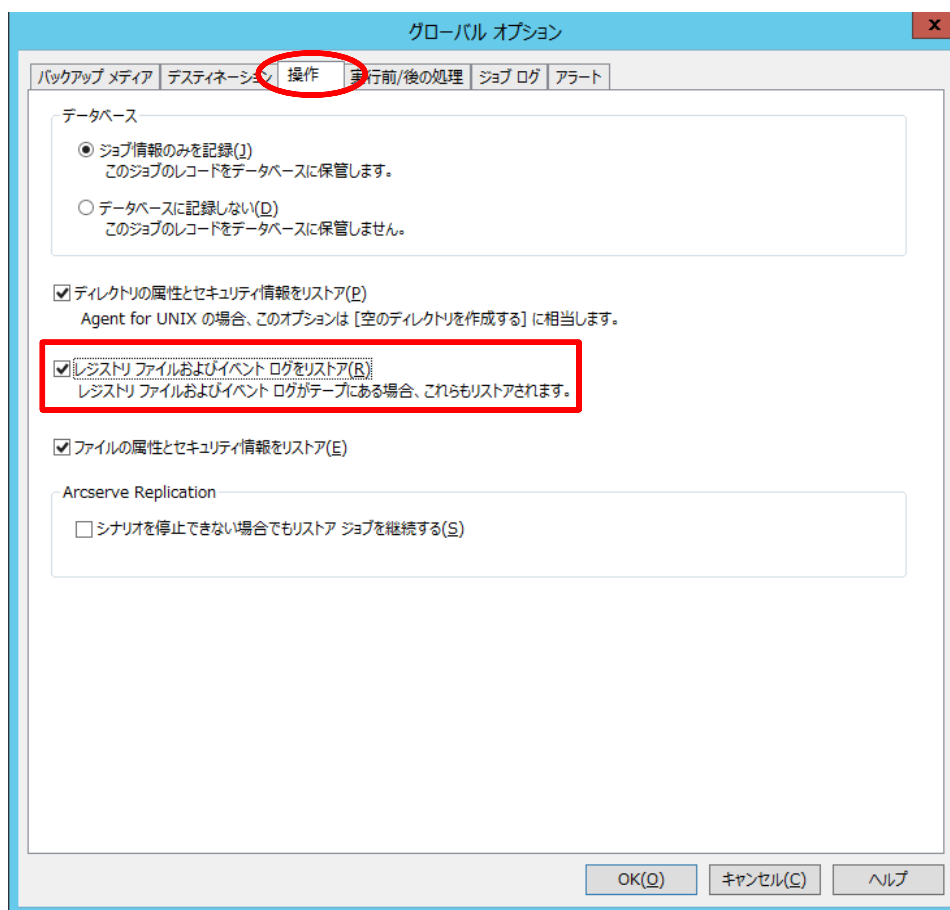 グローバル オプション
x
バックアップ メディア
デスティネーション
操作
実行前/後の処理
ジョブ ログ
アラート
データベース
ジョブ情報のみを記録(J)
このジョブのレコードをデータベースに保管します。
データベースに記録しない(D)
このジョブのレコードをデータベースに保管しません。
ディレクトリの属性とセキュリティ情報をリストア(P)
Agent for UNIX の場合、このオプションは [空のディレクトリを作成する] に相当します。
レジストリ ファイルおよびイベント ログをリストア(R)
レジストリ ファイルおよびイベント ログがテープにある場合、これらもリストアされます。
ファイルの属性とセキュリティ情報をリストア(E)
Arcserve Replication
シナリオを停止できない場合でもリストア ジョブを継続する(S)
OK(O)
キャンセル(C)
ヘルプ